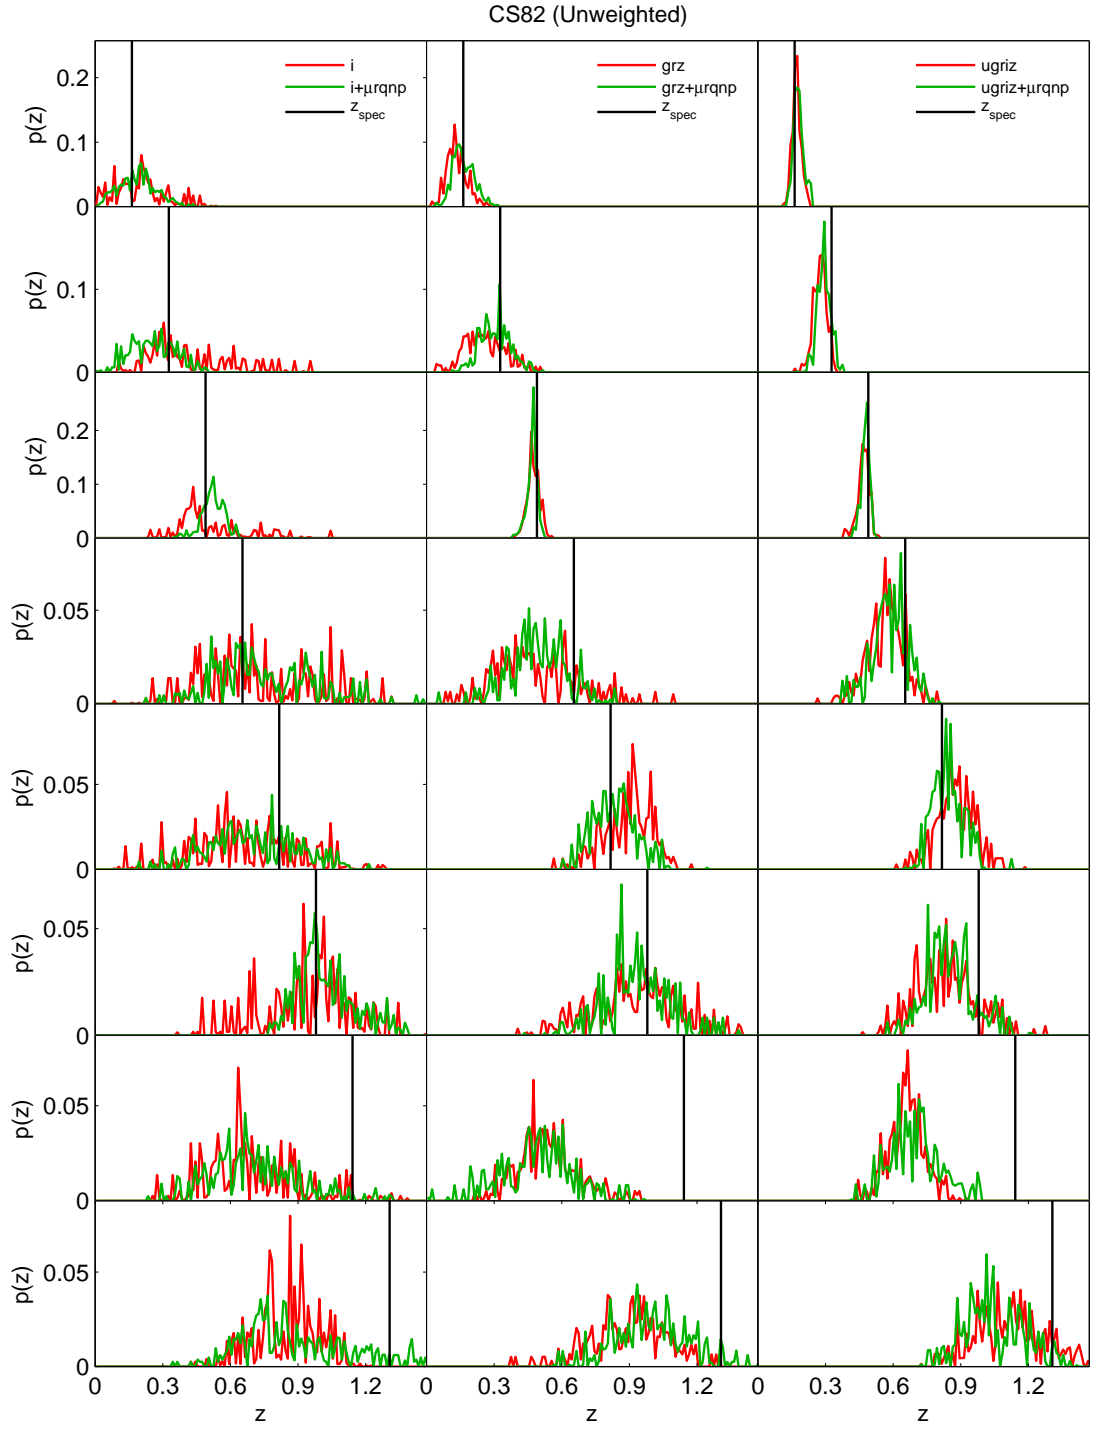 CS82 (Unweighted)
i
i+μrqnp
zspec
grz
grz+μrqnp
zspec
ugriz
ugriz+μrqnp
zspec
p(z)
0.2
0.1
0
p(z)
0.1
0
p(z)
0.2
0.1
0
p(z)
0.05
0
p(z)
0.05
0
p(z)
0.05
0
p(z)
0.05
0
p(z)
0.05
0
0 0.3 0.6 0.9 1.2 0 0.3 0.6 0.9 1.2 0 0.3 0.6 0.9 1.2
z z z